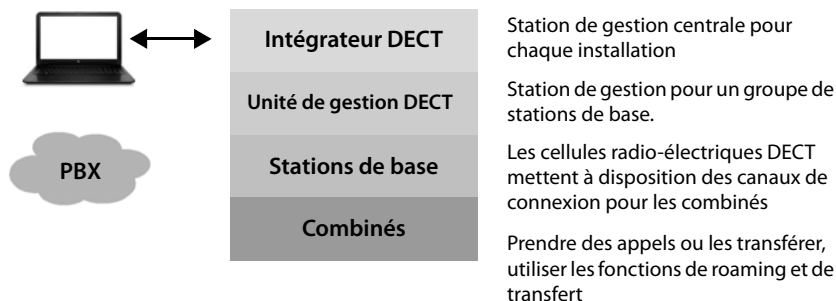 Intégrateur DECT
Station de gestion centrale pour
chaque installation
Unité de gestion DECT
Station de gestion pour un groupe de
stations de base.
PBX
Stations de base
Les cellules radio-électriques DECT
mettent à disposition des canaux de
connexion pour les combinés
Combinés
Prendre des appels ou les transférer,
utiliser les fonctions de roaming et de
transfert